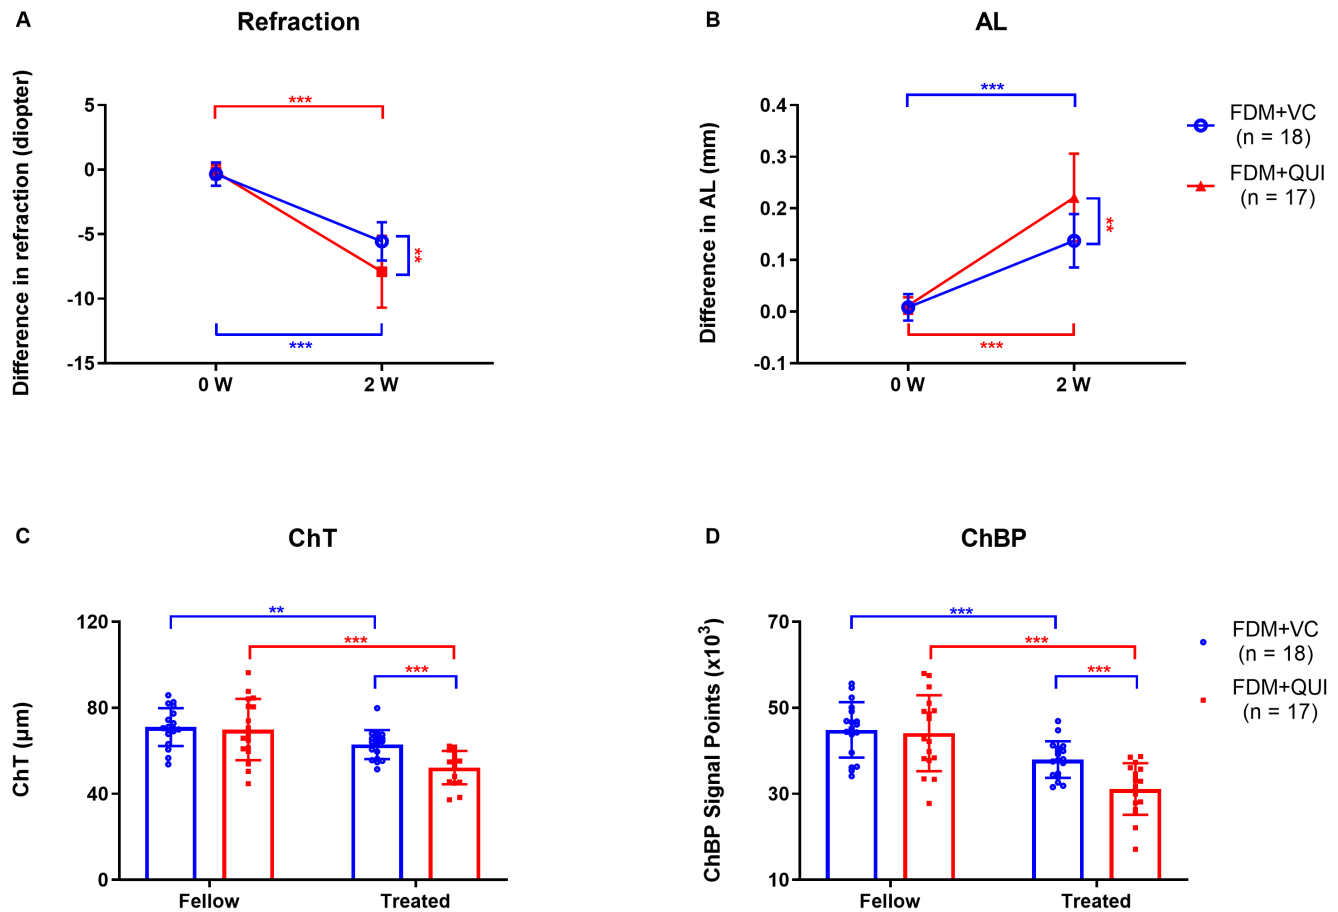 A
Refraction
Difference in refraction (diopter)
5
0
-5
-10
-15
***
***
**
0 W
2 W
B
AL
Difference in AL (mm)
0.4
0.3
0.2
0.1
0.0
-0.1
***
***
**
0 W
2 W
FDM+VC
(n = 18)
FDM+QUI
(n = 17)
C
ChT
ChT (μm)
120
80
40
0
**
***
***
Fellow
Treated
D
ChBP
ChBP Signal Points (x10³)
70
50
30
10
***
***
***
Fellow
Treated
FDM+VC
(n = 18)
FDM+QUI
(n = 17)